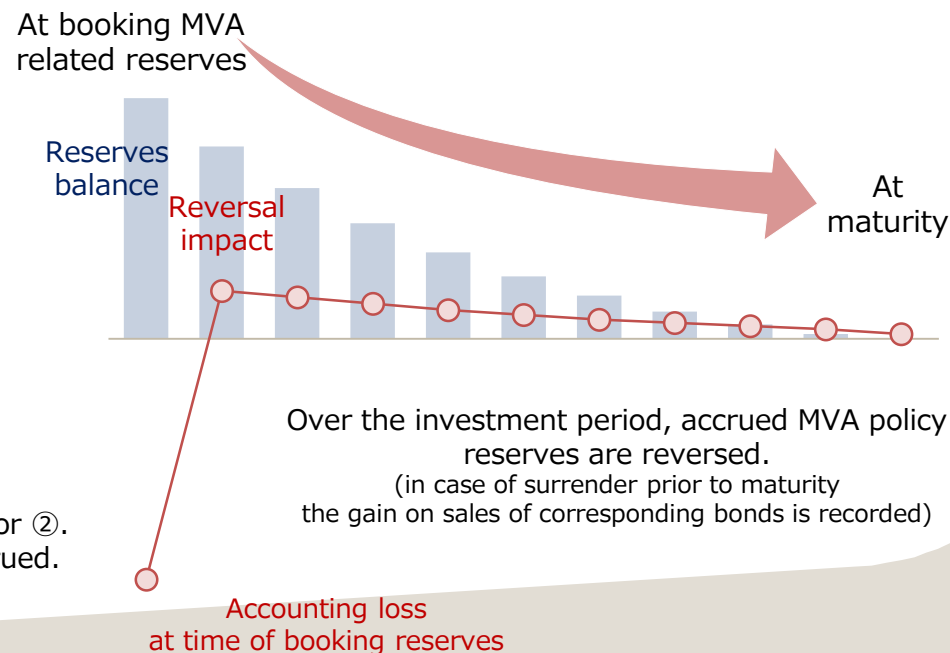 At booking MVA
related reserves
Reserves
balance
Reversal
impact
At
maturity
Over the investment period, accrued MVA policy
reserves are reversed.
(in case of surrender prior to maturity
the gain on sales of corresponding bonds is recorded)
or ②.
Accounting loss
at time of booking reserves